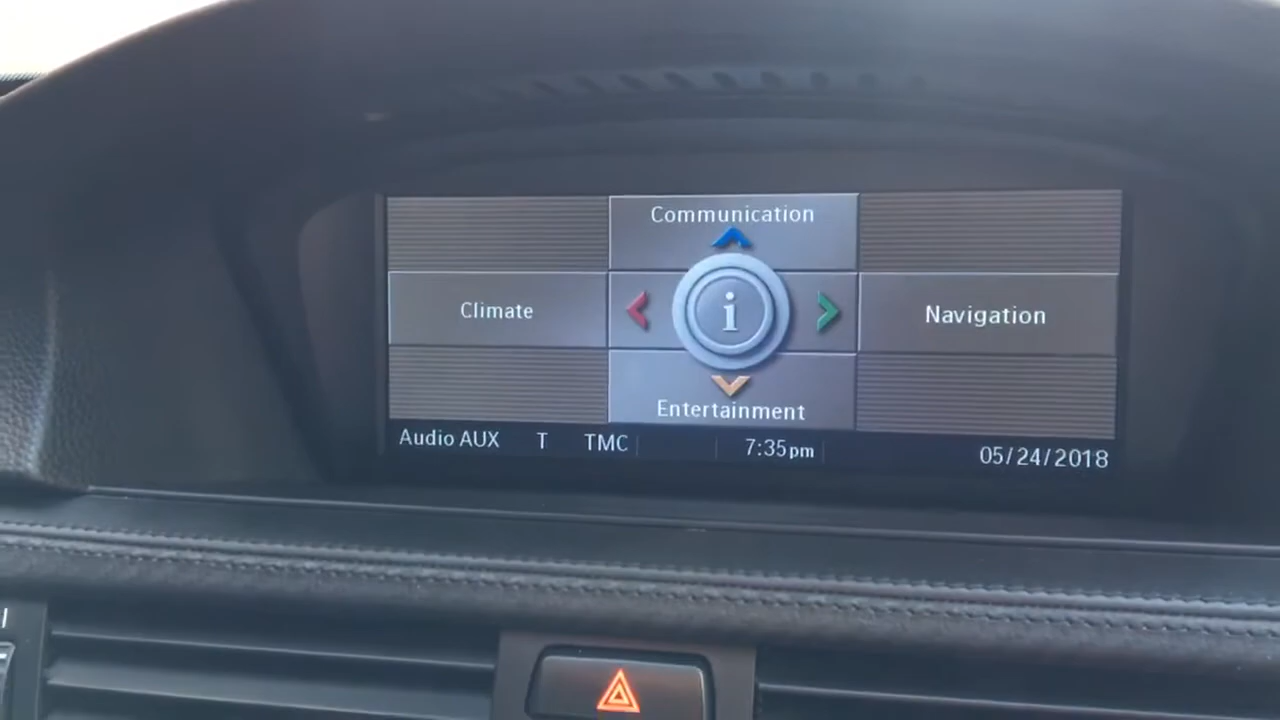 Communication
Climate
i
Navigation
Entertainment
Audio AUX T TMC 7:35pm 05/24/2018